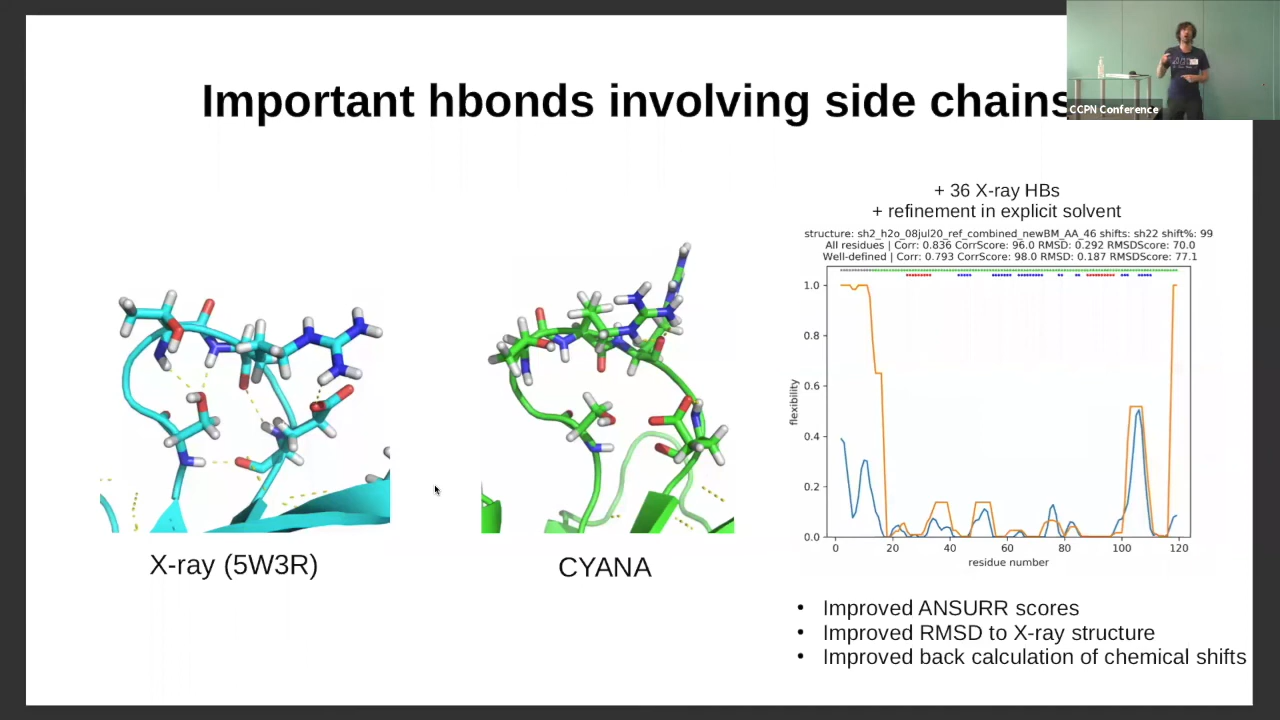 Important hbonds involving side chains
CCPN Conference
+ 36 X-ray HBs
+ refinement in explicit solvent
structure: sh2_h2o_08jul20_ref_combined_newBM_AA_46 shifts: sh22 shift%: 99
All residues | Corr: 0.836 CorrScore: 96.0 RMSD: 0.292 RMSDScore: 70.0
Well-defined | Corr: 0.793 CorrScore: 98.0 RMSD: 0.187 RMSDScore: 77.1
1.0
0.8
0.6
0.4
0.2
0.0
flexibility
0 20 40 60 80 100 120
residue number
X-ray (5W3R)
CYANA
• Improved ANSURR scores
• Improved RMSD to X-ray structure
• Improved back calculation of chemical shifts